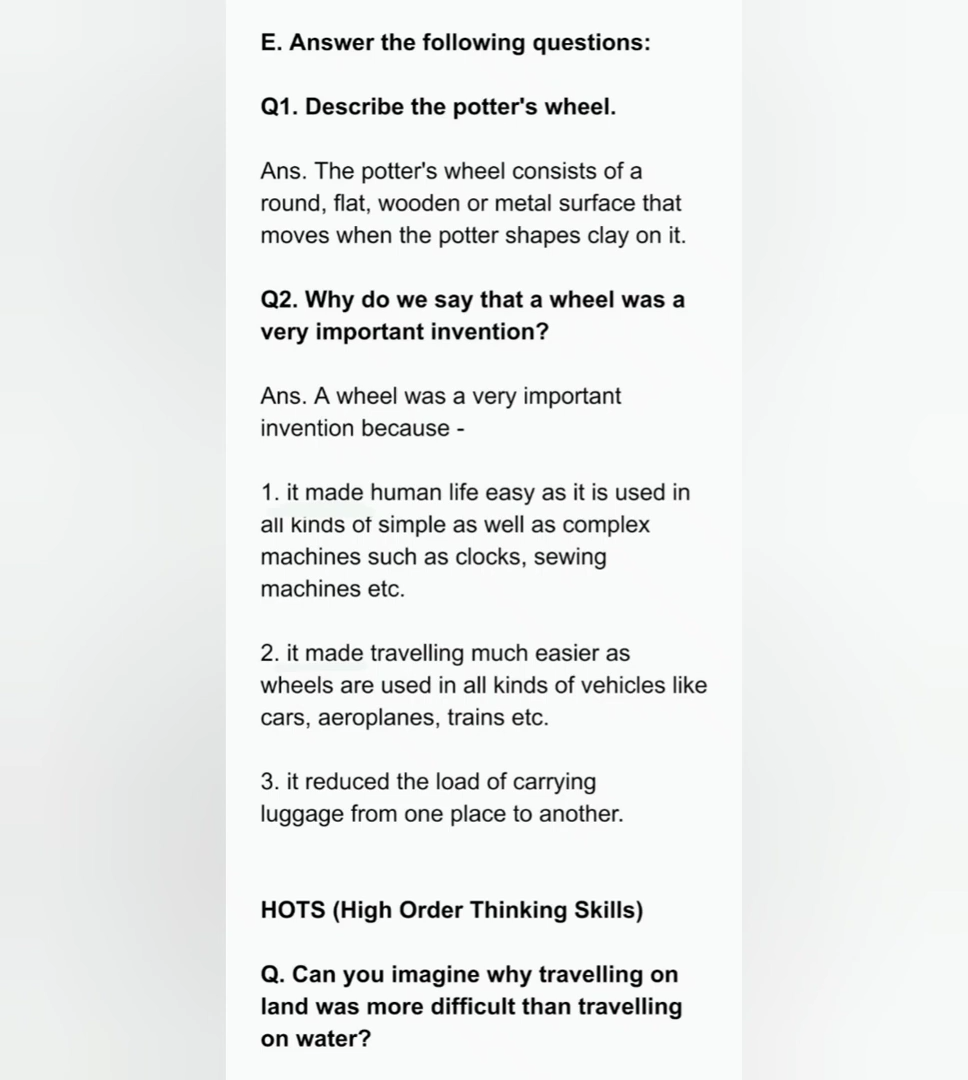 E. Answer the following questions:
Q1. Describe the potter's wheel.
Ans. The potter's wheel consists of a
round, flat, wooden or metal surface that
moves when the potter shapes clay on it.
Q2. Why do we say that a wheel was a
very important invention?
Ans. A wheel was a very important
invention because -
1. it made human life easy as it is used in
all kinds of simple as well as complex
machines such as clocks, sewing
machines etc.
2. it made travelling much easier as
wheels are used in all kinds of vehicles like
cars, aeroplanes, trains etc.
3. it reduced the load of carrying
luggage from one place to another.
HOTS (High Order Thinking Skills)
Q. Can you imagine why travelling on
land was more difficult than travelling
on water?